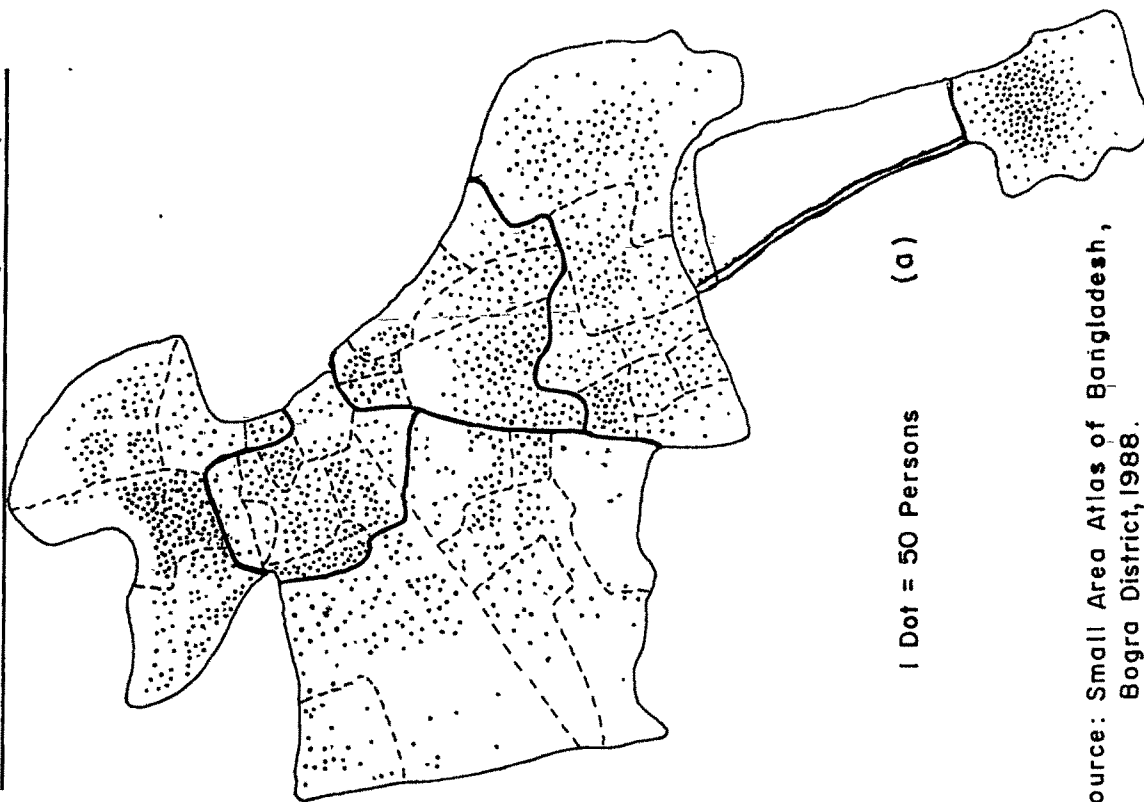 1 Dot = 50 Persons
(a)
ource: Small Area Atlas of Bangladesh,
Bogra District, 1988.